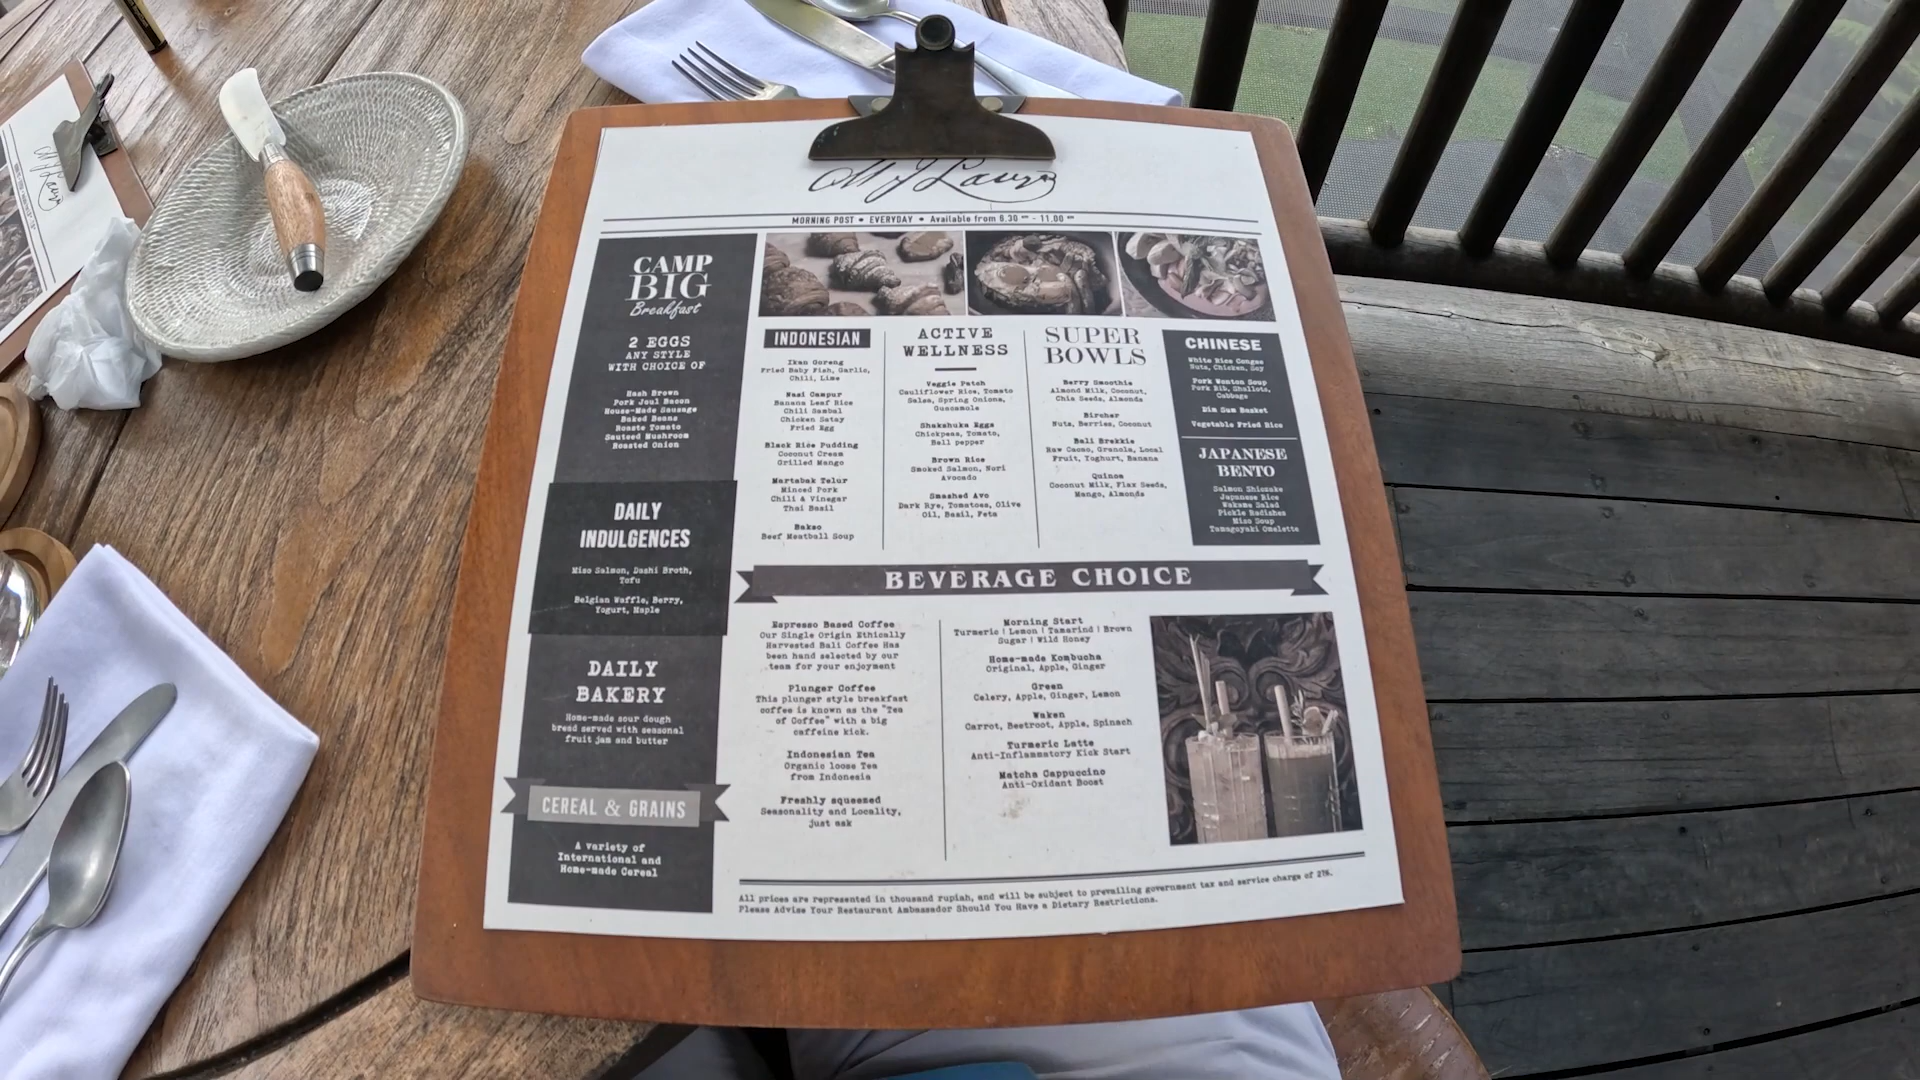 MORNING POST • EVERYDAY • Available from 6.30 AM - 11.00 AM
CAMP
BIG
Breakfast
2 EGGS
ANY STYLE
WITH CHOICE OF
Hash Brown
Pork Joul Bacon
House-Made Sausage
Baked Beans
Roaste Tomato
Sauteed Mushroom
Roasted Onion
DAILY
INDULGENCES
Miso Salmon, Dashi Broth,
Tofu
Belgian Waffle, Berry,
Yogurt, Maple
DAILY
BAKERY
Home-made sour dough
bread served with seasonal
fruit jam and butter
CEREAL & GRAINS
A variety of
International and
Home-made Cereal
INDONESIAN
Ikan Goreng
Fried Baby Fish, Garlic,
Chili, Lime
Nasi Campur
Banana Leaf Rice
Chili Sambal
Chicken Satay
Fried Egg
Black Rice Pudding
Coconut Cream
Grilled Mango
Martabak Telur
Minced Pork
Chili & Vinegar
Thai Basil
Bakso
Beef Meatball Soup
ACTIVE
WELLNESS
Veggie Patch
Cauliflower Rice, Tomato
Salsa, Spring Onions,
Guacamole
Shakshuka Eggs
Chickpeas, Tomato,
Bell pepper
Brown Rice
Smoked Salmon, Nori
Avocado
Smashed Avo
Dark Rye, Tomatoes, Olive
Oil, Basil, Feta
SUPER
BOWLS
Berry Smoothie
Almond Milk, Coconut,
Chia Seeds, Almonds
Bircher
Nuts, Berries, Coconut
Bali Brekkie
Raw Cacao, Granola, Local
Fruit, Yoghurt, Banana
Quinoa
Coconut Milk, Flax Seeds,
Mango, Almonds
CHINESE
White Rice Congee
Nuts, Chicken, Soy
Pork Wonton Soup
Pork Rib, Shallots,
Cabbage
Dim Sum Basket
Vegetable Fried Rice
JAPANESE
BENTO
Salmon Shiozake
Japanese Rice
Wakame Salad
Pickle Radishes
Miso Soup
Tamagoyaki Omelette
BEVERAGE CHOICE
Espresso Based Coffee
Our Single Origin Ethically
Harvested Bali Coffee Has
been hand selected by our
team for your enjoyment
Plunger Coffee
This plunger style breakfast
coffee is known as the "Tea
of Coffee" with a big
caffeine kick.
Indonesian Tea
Organic loose Tea
from Indonesia
Freshly squeezed
Seasonality and Locality,
just ask
Morning Start
Turmeric | Lemon | Tamarind | Brown
Sugar | Wild Honey
Home-made Kombucha
Original, Apple, Ginger
Green
Celery, Apple, Ginger, Lemon
Waken
Carrot, Beetroot, Apple, Spinach
Turmeric Latte
Anti-Inflammatory Kick Start
Matcha Cappuccino
Anti-Oxidant Boost
All prices are represented in thousand rupiah, and will be subject to prevailing government tax and service charge of 21%.
Please Advise Your Restaurant Ambassador Should You Have a Dietary Restrictions.